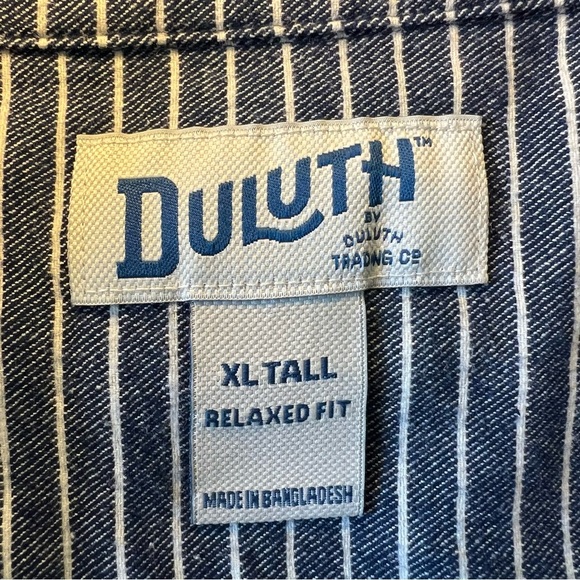 DULUTH™
BY
DULUTH
TRADING Cº
XL TALL
RELAXED FIT
MADE IN BANGLADESH